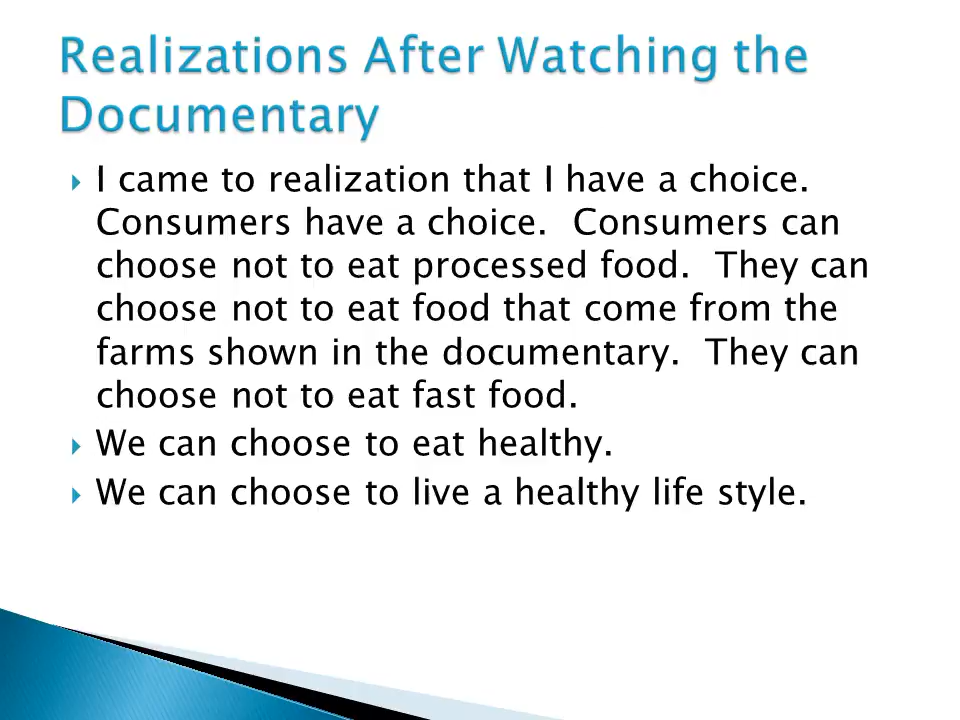 Realizations After Watching the
Documentary
I came to realization that I have a choice.
Consumers have a choice.  Consumers can
choose not to eat processed food.  They can
choose not to eat food that come from the
farms shown in the documentary.  They can
choose not to eat fast food.
We can choose to eat healthy.
We can choose to live a healthy life style.